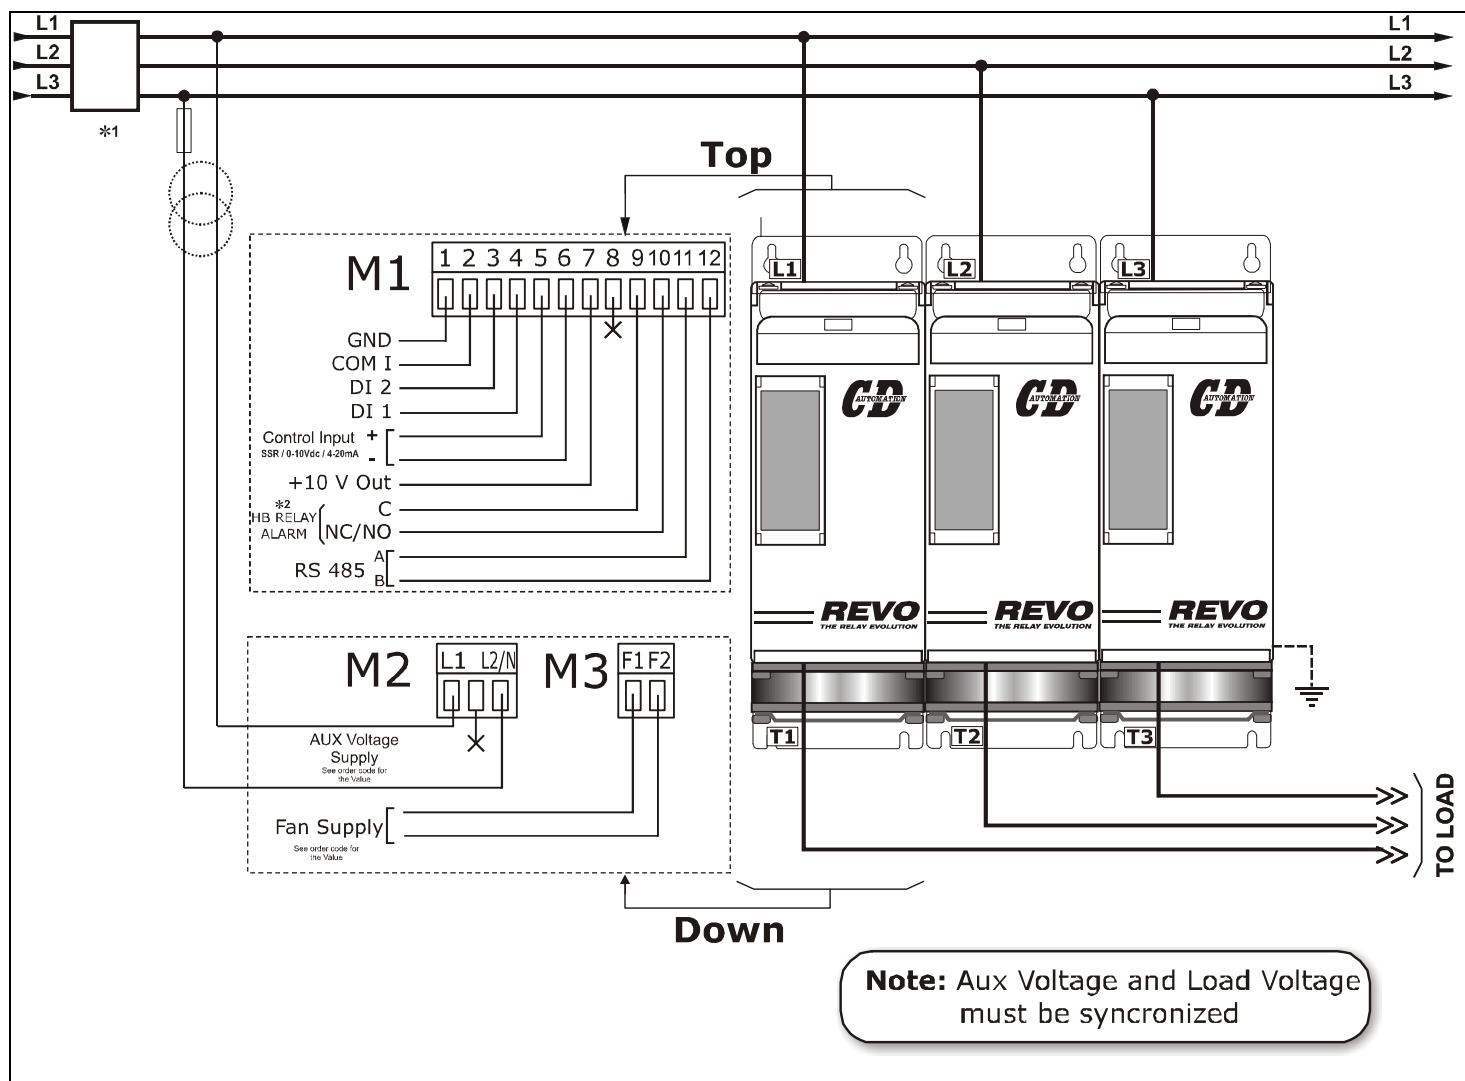 L1
L1
L2
L2
L3
L3
*1
Top
M1
1 2 3 4 5 6 7 8 9 10 11 12
L1
L2
L3
GND
COM I
DI 2
DI 1
Control Input + -
SSR / 0-10Vdc / 4-20mA
+10 V Out
*2
HB RELAY
ALARM
C
NC/NO
RS 485
A
B
CD
AUTOMATION
CD
AUTOMATION
CD
AUTOMATION
REVO
THE RELAY EVOLUTION
REVO
THE RELAY EVOLUTION
REVO
THE RELAY EVOLUTION
M2
L1 L2/N
M3
F1 F2
AUX Voltage
Supply
See order code for
the Value
Fan Supply
See order code for
the Value
T1
T2
T3
TO LOAD
Down
Note: Aux Voltage and Load Voltage
must be syncronized